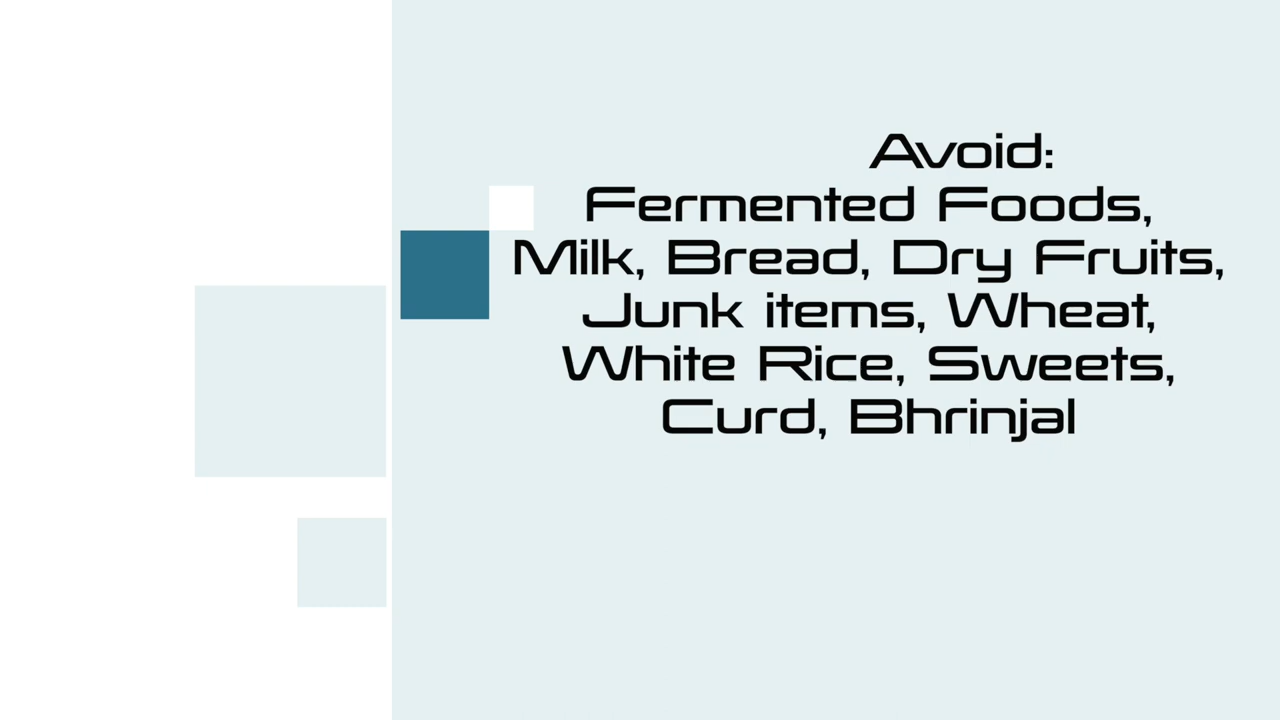 Avoid:
Fermented Foods,
Milk, Bread, Dry Fruits,
Junk items, Wheat,
White Rice, Sweets,
Curd, Bhrinjal